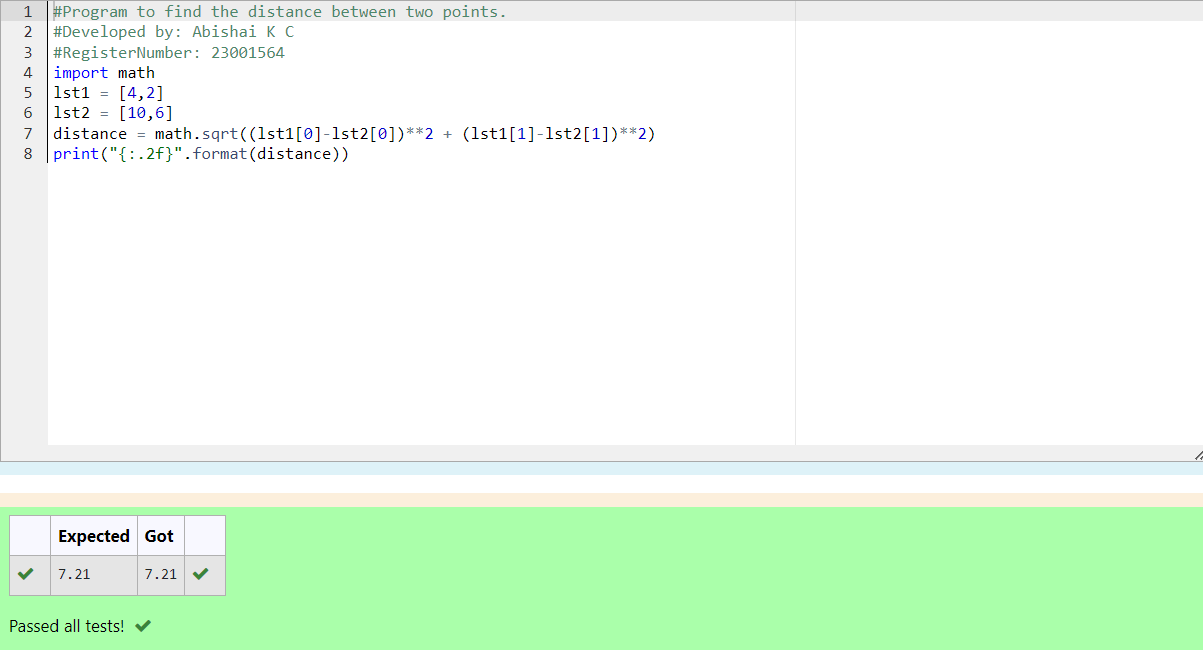 1 #Program to find the distance between two points.
2 #Developed by: Abishai K C
3 #RegisterNumber: 23001564
4 import math
5 lst1 = [4,2]
6 lst2 = [10,6]
7 distance = math.sqrt((lst1[0]-lst2[0])**2 + (lst1[1]-lst2[1])**2)
8 print("{:.2f}".format(distance))
Expected Got
7.21 7.21
Passed all tests!